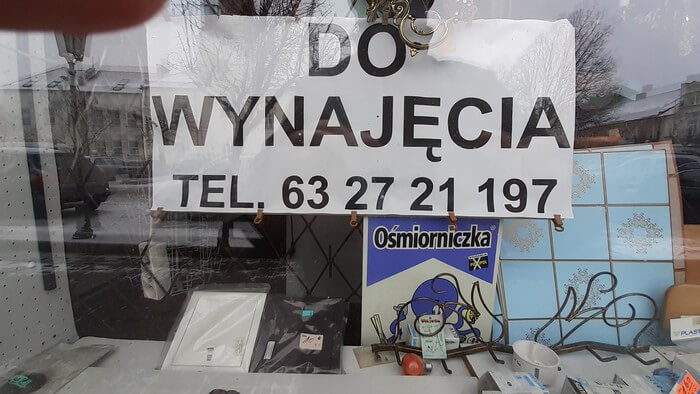 DO
WYNAJĘCIA
TEL. 63 27 21 197
Ośmiorniczka